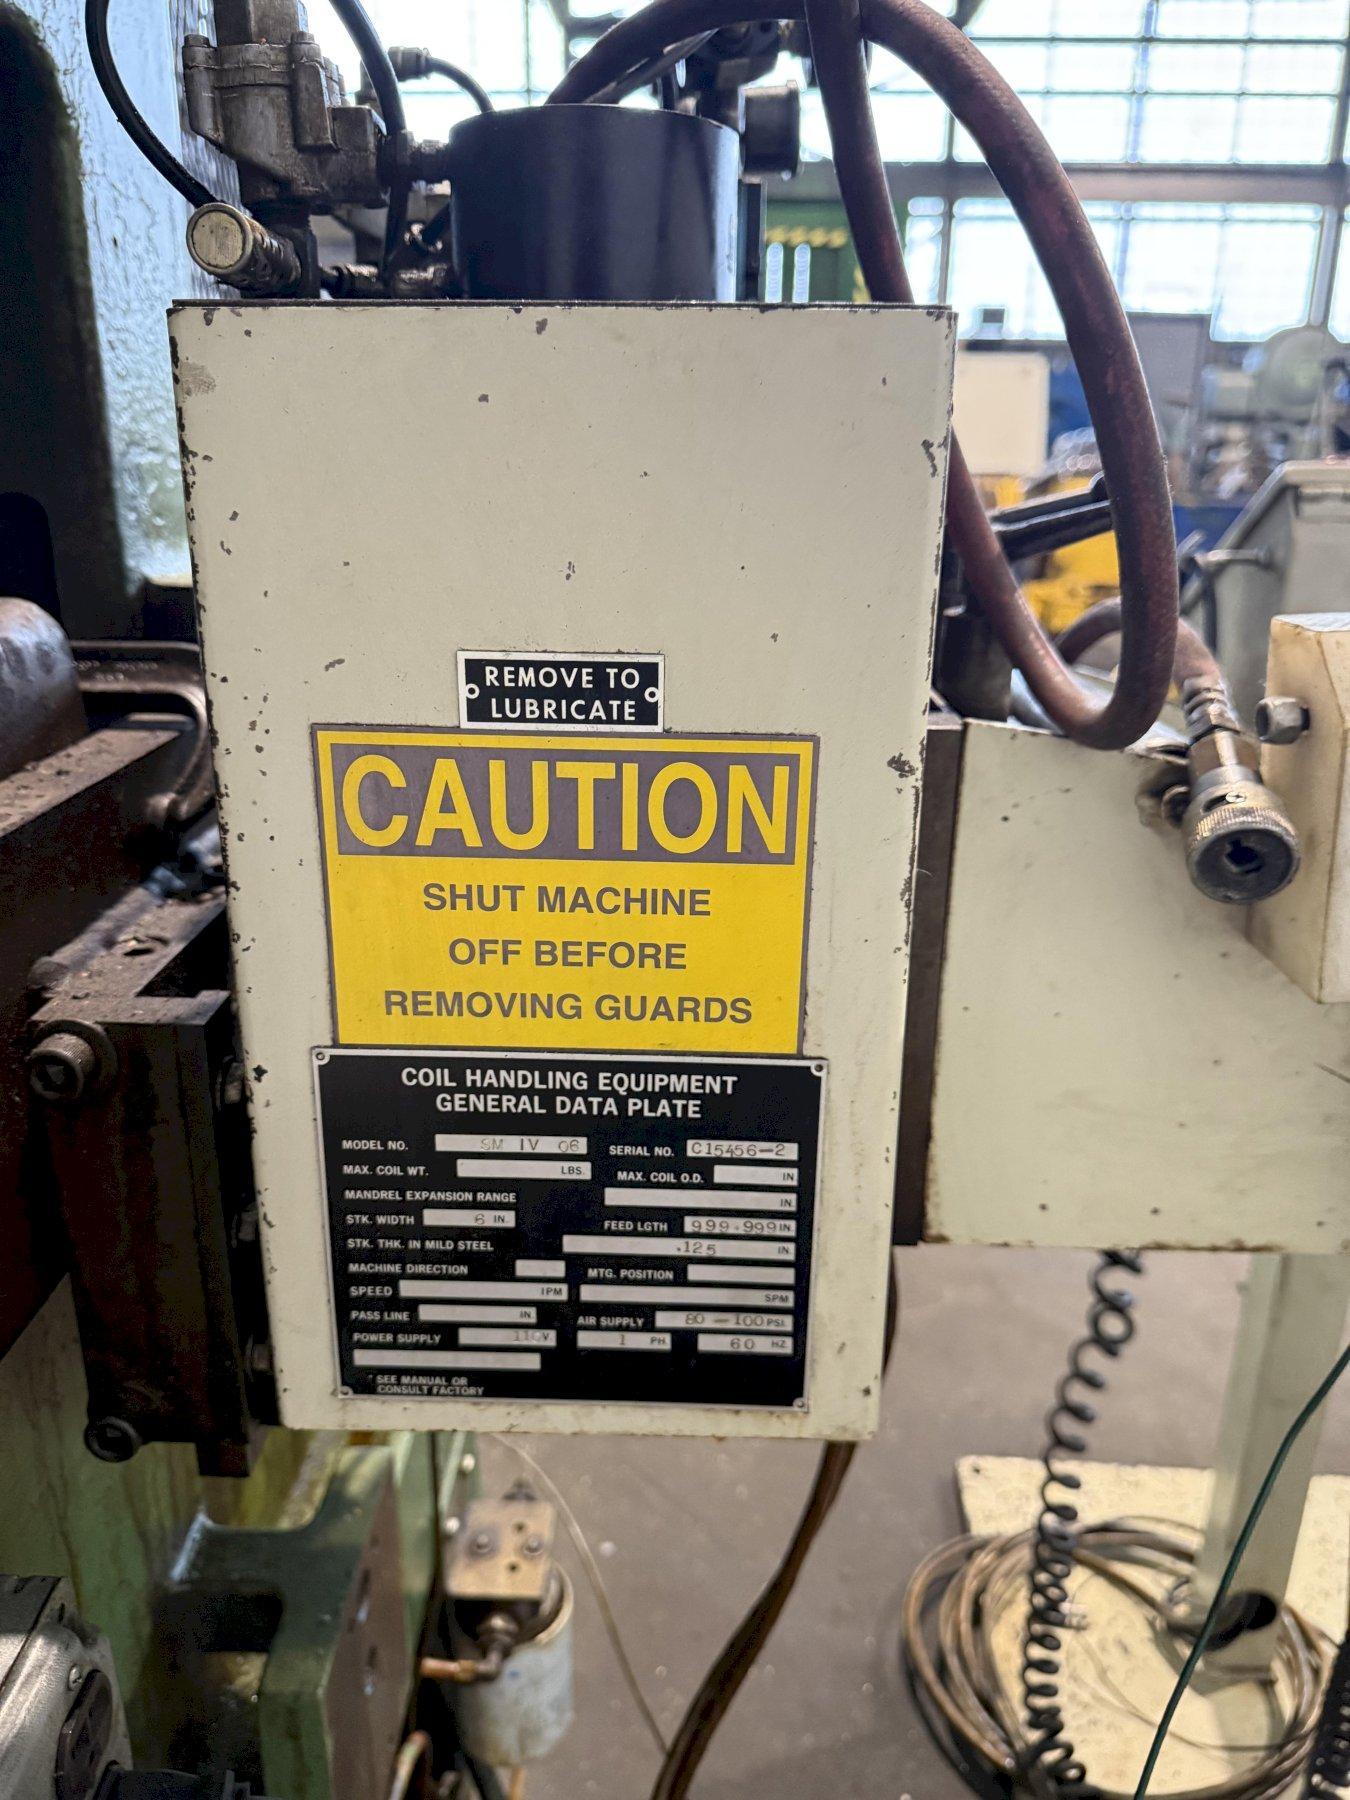 REMOVE TO
LUBRICATE
CAUTION
SHUT MACHINE
OFF BEFORE
REMOVING GUARDS
COIL HANDLING EQUIPMENT
GENERAL DATA PLATE
MODEL NO. SM IV 06 SERIAL NO. C15456-2
MAX. COIL WT. LBS. MAX. COIL O.D. IN
MANDREL EXPANSION RANGE IN.
STK. WIDTH 6 IN. FEED LGTH 999.999 IN.
STK. THK. IN MILD STEEL .125 IN.
MACHINE DIRECTION MTG. POSITION
SPEED IPM SPM
PASS LINE IN AIR SUPPLY 80-100 PSI.
POWER SUPPLY 110V. 1 PH. 60 HZ.
* SEE MANUAL OR
CONSULT FACTORY